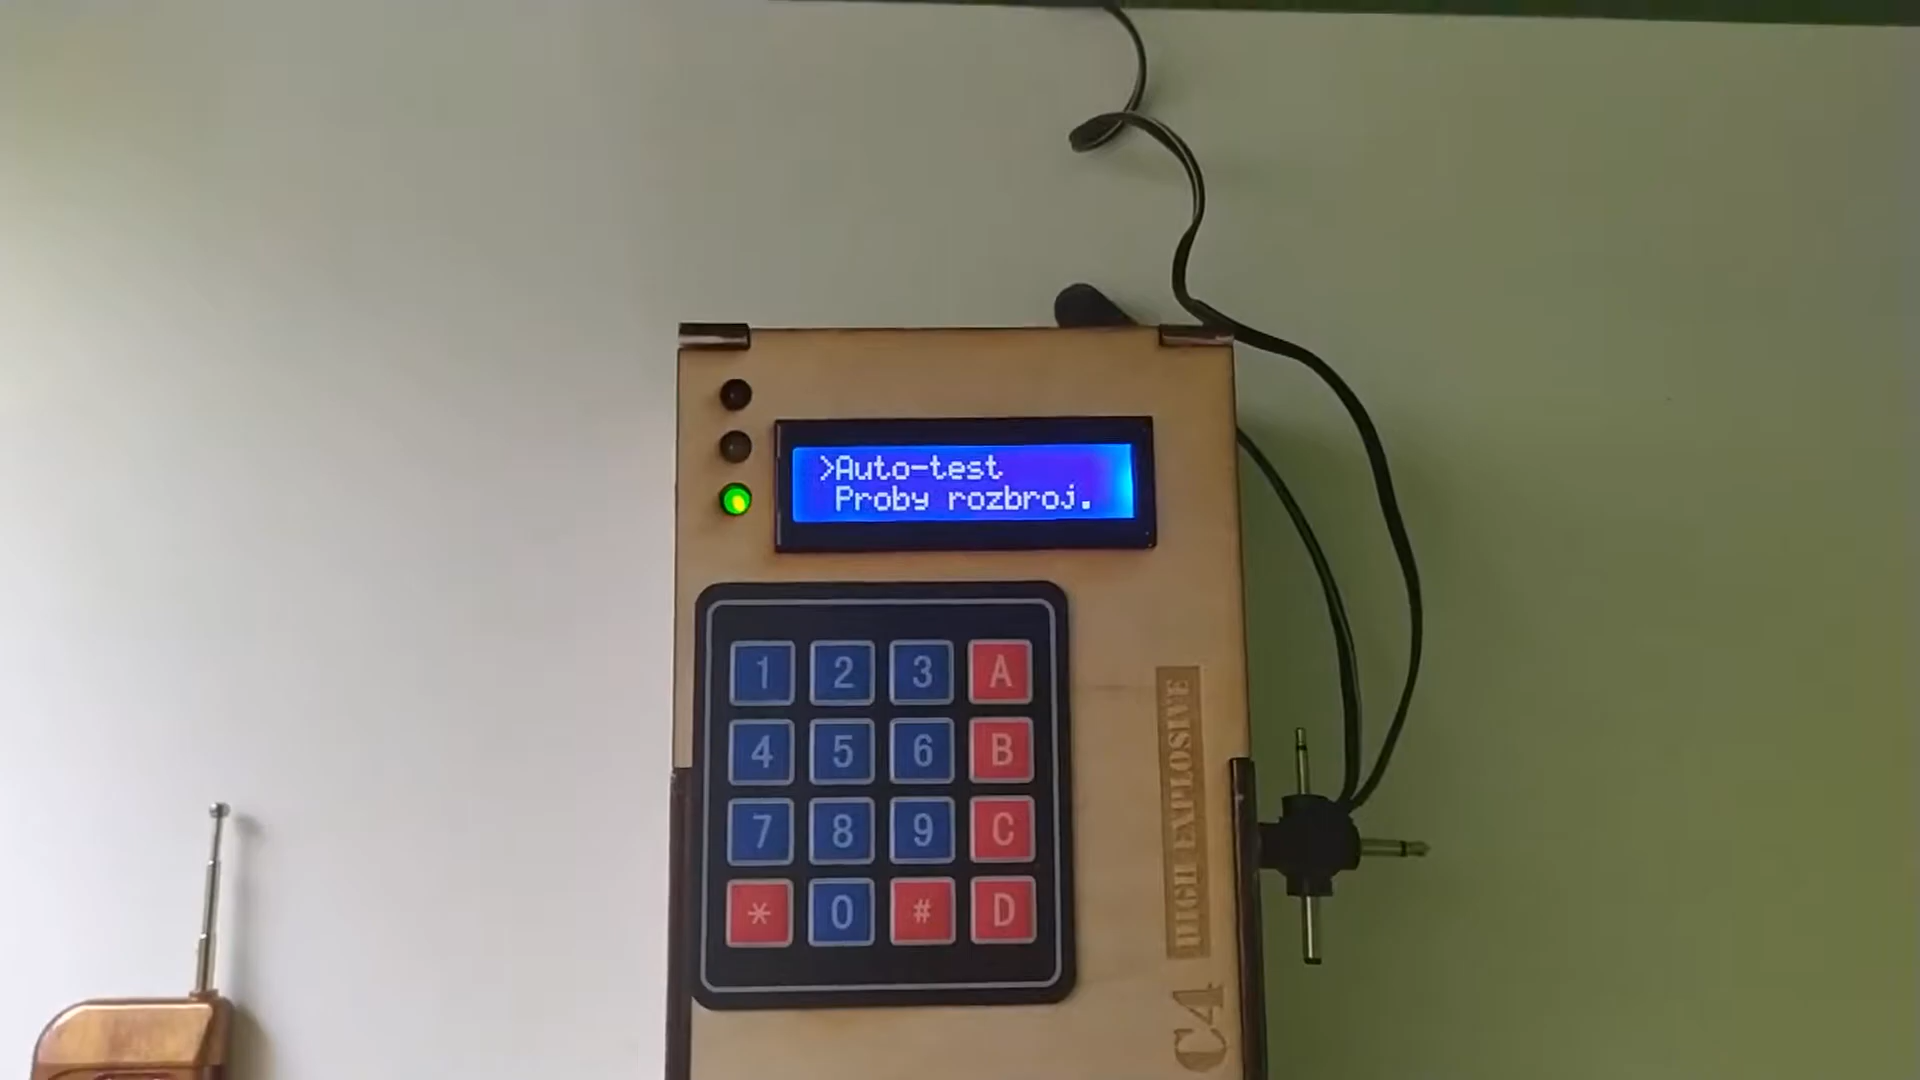 >Auto-test
Proby rozbroj.
1 2 3 A
4 5 6 B
7 8 9 C
* 0 # D
HIGH EXPLOSIVE
C4